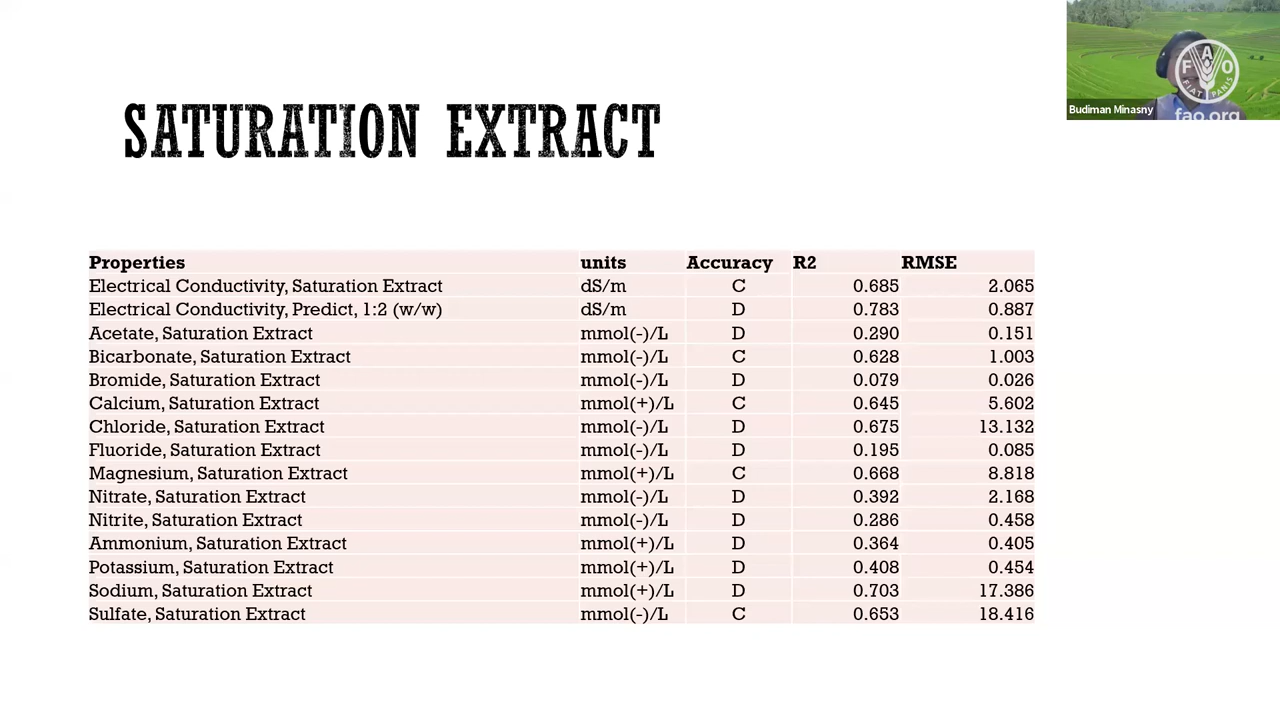 SATURATION EXTRACT
F A O
FIAT PANIS
Budiman Minasny
fao.org
Properties units Accuracy R2 RMSE
Electrical Conductivity, Saturation Extract dS/m C 0.685 2.065
Electrical Conductivity, Predict, 1:2 (w/w) dS/m D 0.783 0.887
Acetate, Saturation Extract mmol(-)/L D 0.290 0.151
Bicarbonate, Saturation Extract mmol(-)/L C 0.628 1.003
Bromide, Saturation Extract mmol(-)/L D 0.079 0.026
Calcium, Saturation Extract mmol(+)/L C 0.645 5.602
Chloride, Saturation Extract mmol(-)/L D 0.675 13.132
Fluoride, Saturation Extract mmol(-)/L D 0.195 0.085
Magnesium, Saturation Extract mmol(+)/L C 0.668 8.818
Nitrate, Saturation Extract mmol(-)/L D 0.392 2.168
Nitrite, Saturation Extract mmol(-)/L D 0.286 0.458
Ammonium, Saturation Extract mmol(+)/L D 0.364 0.405
Potassium, Saturation Extract mmol(+)/L D 0.408 0.454
Sodium, Saturation Extract mmol(+)/L D 0.703 17.386
Sulfate, Saturation Extract mmol(-)/L C 0.653 18.416